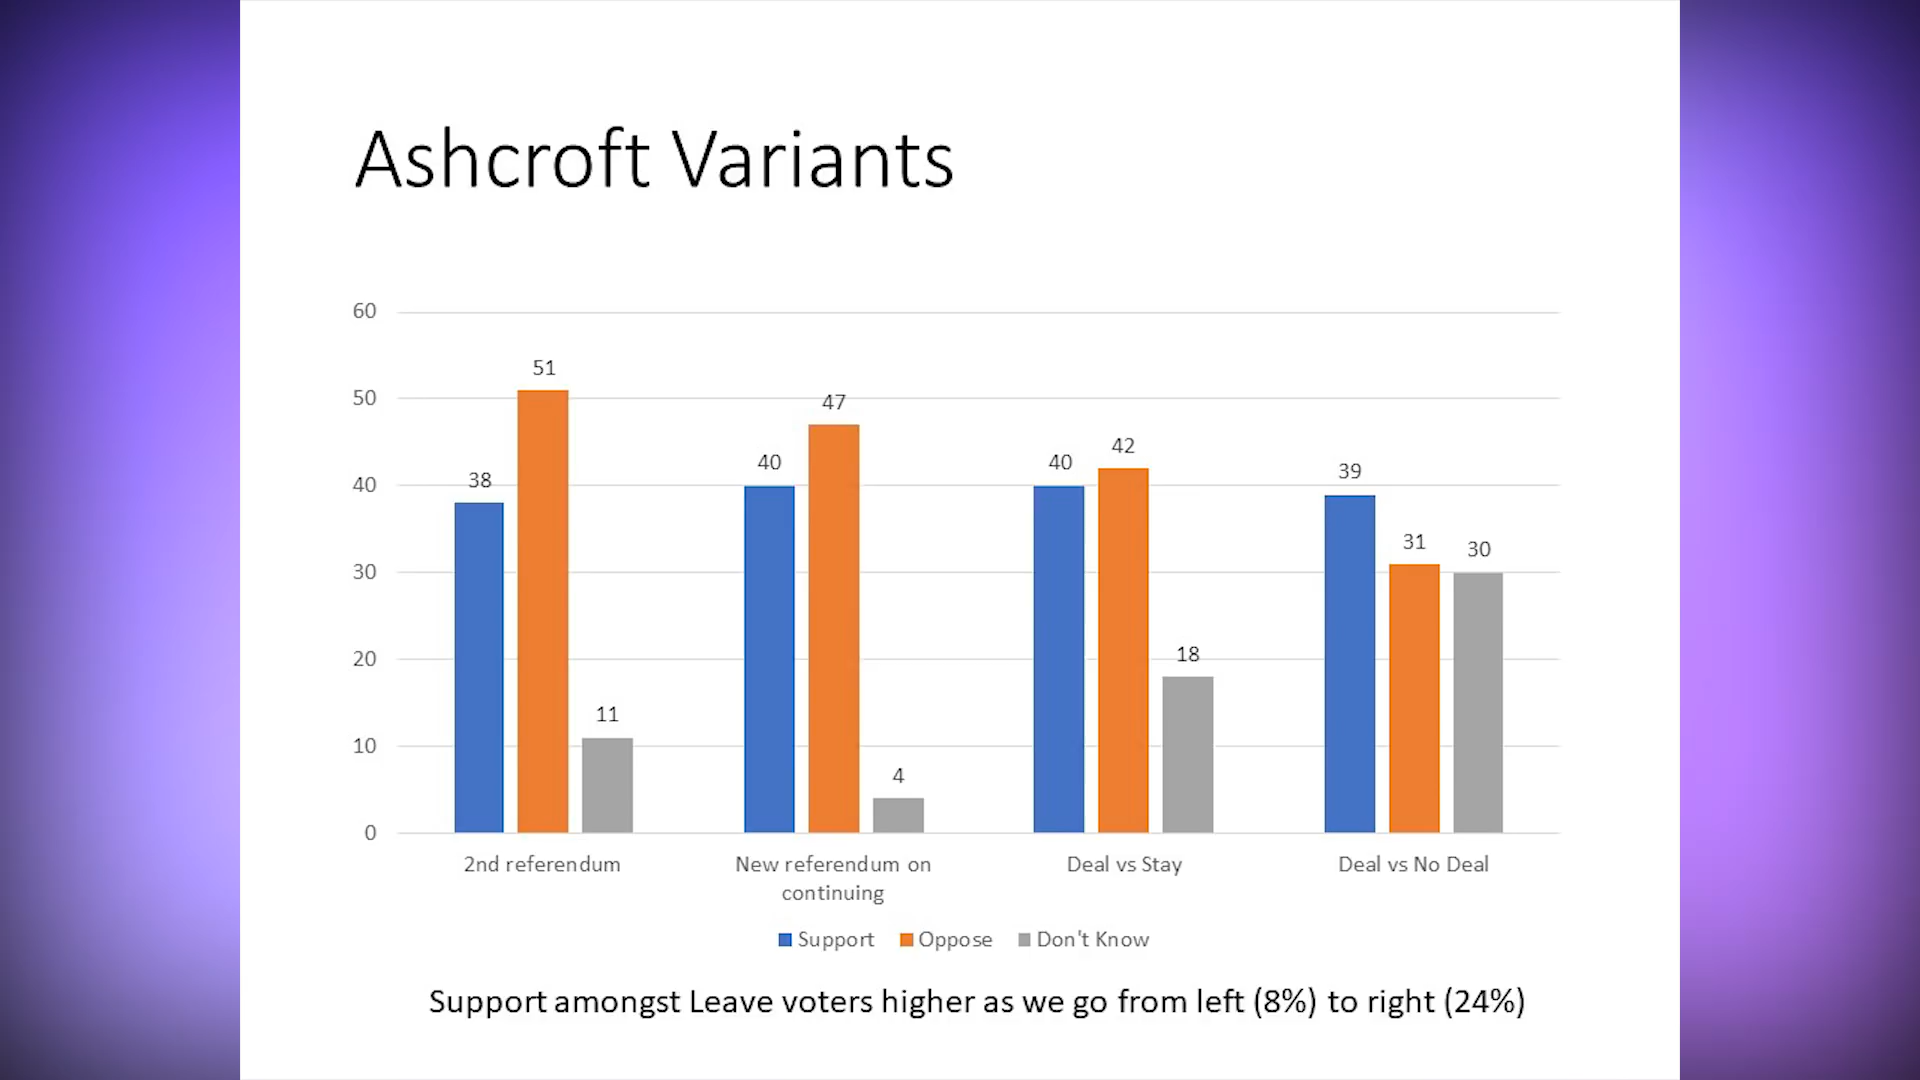 Ashcroft Variants
60
50
40
30
20
10
0
38
51
11
40
47
4
40
42
18
39
31
30
2nd referendum
New referendum on
continuing
Deal vs Stay
Deal vs No Deal
Support
Oppose
Don't Know
Support amongst Leave voters higher as we go from left (8%) to right (24%)